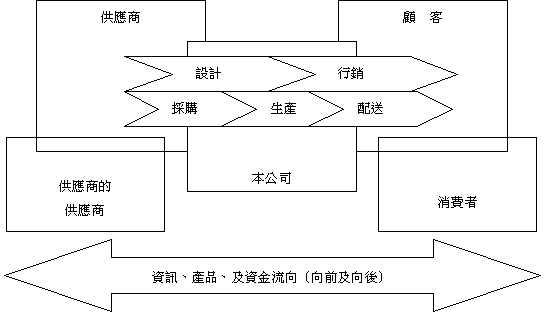 供應商
顧 客
設計 行銷
採購 生產 配送
本公司
供應商的
供應商
消費者
資訊、產品、及資金流向（向前及向後）